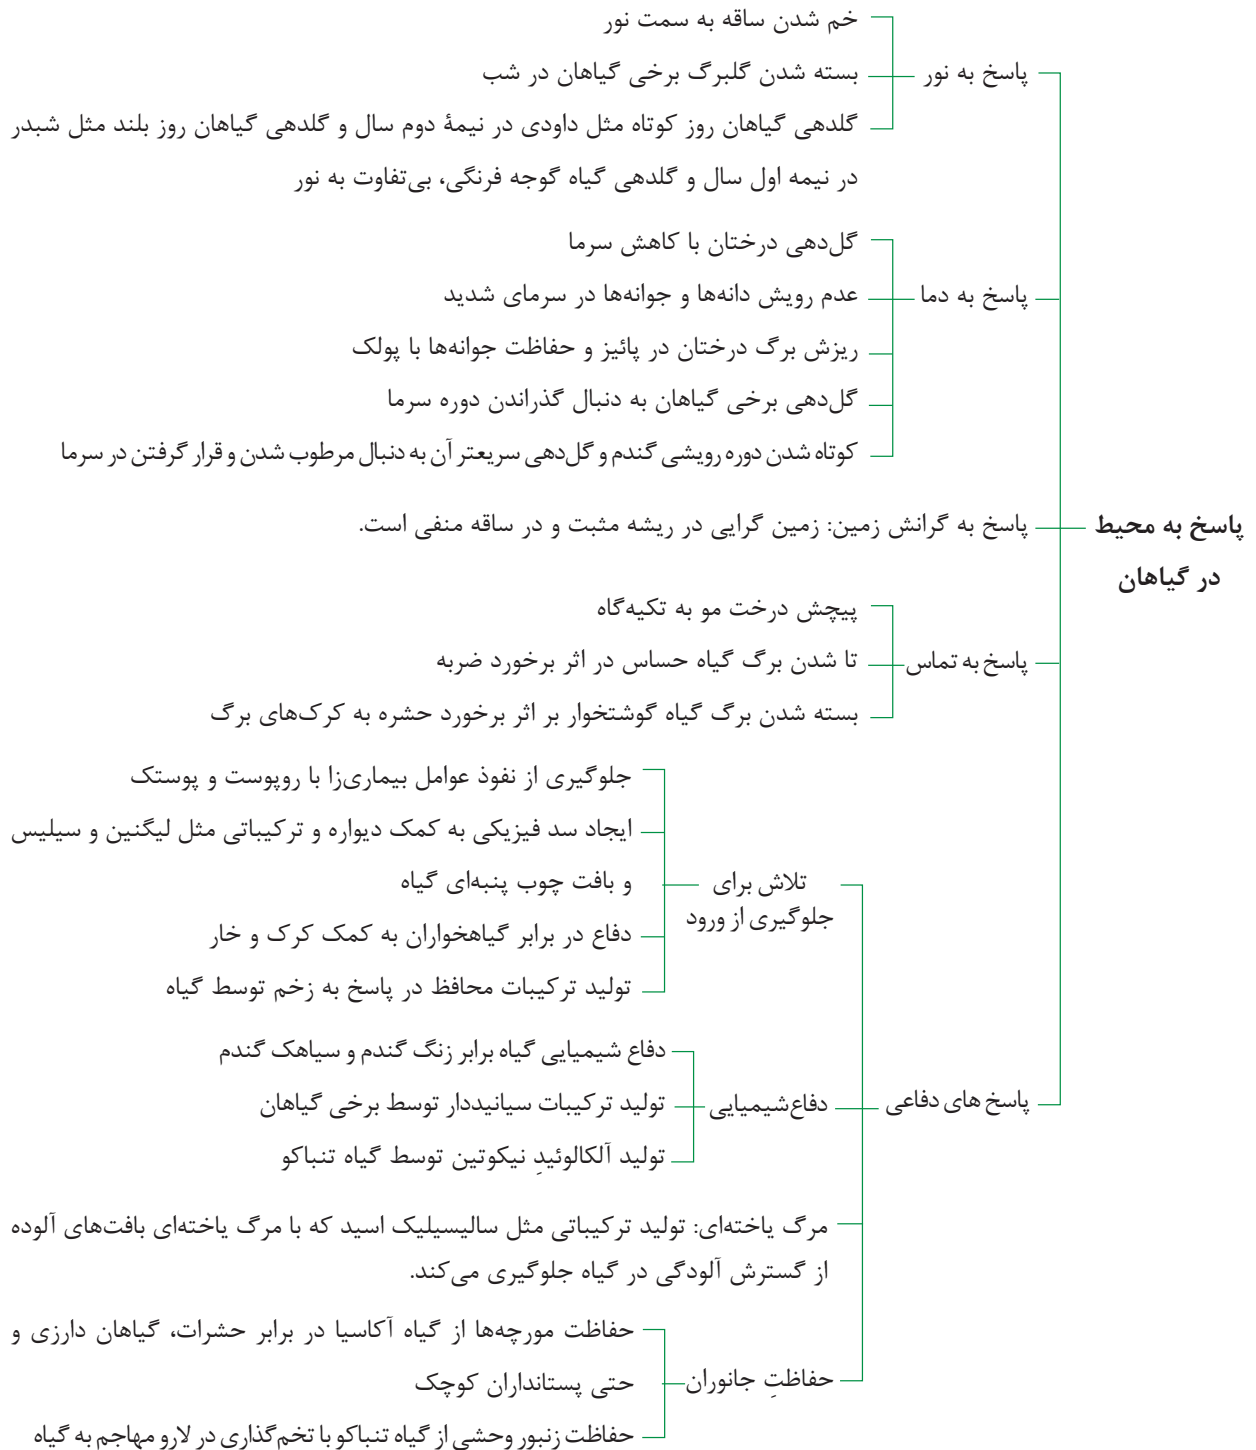 پاسخ به محیط
در گیاهان
پاسخ به نور
خم شدن ساقه به سمت نور
بسته شدن گلبرگ برخی گیاهان در شب
گلدهی گیاهان روز کوتاه مثل داودی در نیمۀ دوم سال و گلدهی گیاهان روز بلند مثل شبدر
در نیمه اول سال و گلدهی گیاه گوجه فرنگی، بی‌تفاوت به نور
پاسخ به دما
گل‌دهی درختان با کاهش سرما
عدم رویش دانه‌ها و جوانه‌ها در سرمای شدید
ریزش برگ درختان در پائیز و حفاظت جوانه‌ها با پولک
گل‌دهی برخی گیاهان به دنبال گذراندن دوره سرما
کوتاه شدن دوره رویشی گندم و گل‌دهی سریعتر آن به دنبال مرطوب شدن و قرار گرفتن در سرما
پاسخ به گرانش زمین: زمین گرایی در ریشه مثبت و در ساقه منفی است.
پاسخ به تماس
پیچش درخت مو به تکیه‌گاه
تا شدن برگ گیاه حساس در اثر برخورد ضربه
بسته شدن برگ گیاه گوشتخوار بر اثر برخورد حشره به کرک‌های برگ
پاسخ های دفاعی
تلاش برای
جلوگیری از ورود
جلوگیری از نفوذ عوامل بیماری‌زا با روپوست و پوستک
ایجاد سد فیزیکی به کمک دیواره و ترکیباتی مثل لیگنین و سیلیس
و بافت چوب پنبه‌ای گیاه
دفاع در برابر گیاهخواران به کمک کرک و خار
تولید ترکیبات محافظ در پاسخ به زخم توسط گیاه
دفاع‌شیمیایی
دفاع شیمیایی گیاه برابر زنگ گندم و سیاهک گندم
تولید ترکیبات سیانیددار توسط برخی گیاهان
تولید آلکالوئیدِ نیکوتین توسط گیاه تنباکو
مرگ یاخته‌ای: تولید ترکیباتی مثل سالیسیلیک اسید که با مرگ یاخته‌ای بافت‌های آلوده
از گسترش آلودگی در گیاه جلوگیری می‌کند.
حفاظتِ جانوران
حفاظت مورچه‌ها از گیاه آکاسیا در برابر حشرات، گیاهان دارزی و
حتی پستانداران کوچک
حفاظت زنبور وحشی از گیاه تنباکو با تخم‌گذاری در لارو مهاجم به گیاه